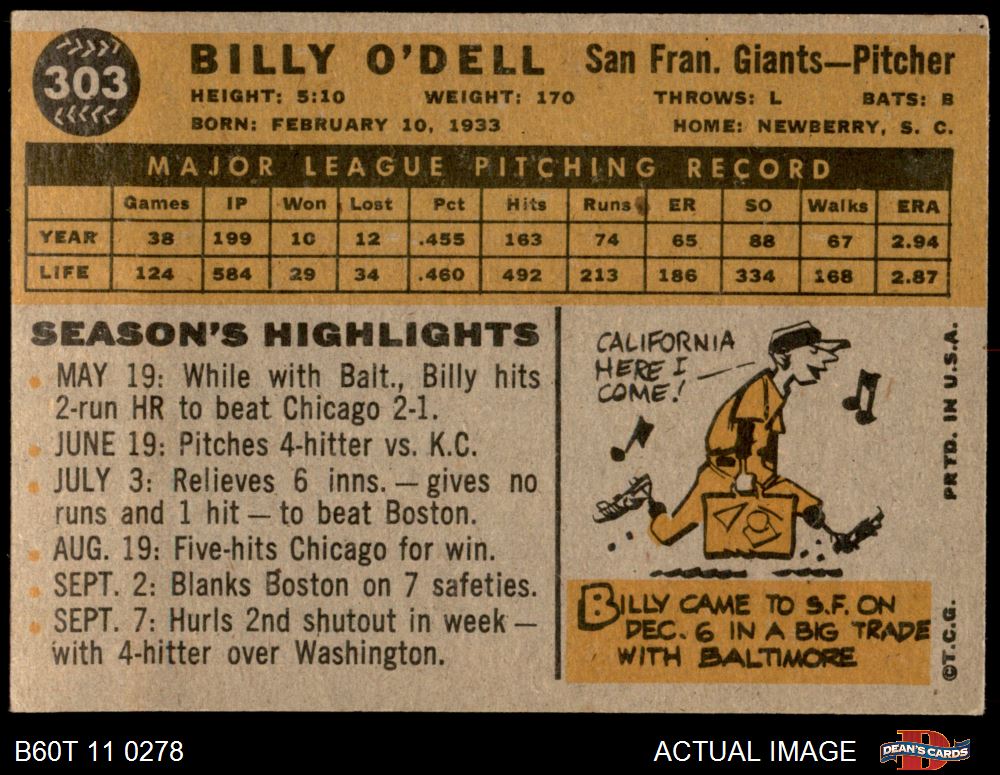 303
BILLY O'DELL San Fran. Giants—Pitcher
HEIGHT: 5:10 WEIGHT: 170 THROWS: L BATS: B
BORN: FEBRUARY 10, 1933 HOME: NEWBERRY, S. C.
MAJOR LEAGUE PITCHING RECORD
Games IP Won Lost Pct Hits Runs ER SO Walks ERA
YEAR 38 199 10 12 .455 163 74 65 88 67 2.94
LIFE 124 584 29 34 .460 492 213 186 334 168 2.87
SEASON'S HIGHLIGHTS
MAY 19: While with Balt., Billy hits
2-run HR to beat Chicago 2-1.
JUNE 19: Pitches 4-hitter vs. K.C.
JULY 3: Relieves 6 inns. — gives no
runs and 1 hit — to beat Boston.
AUG. 19: Five-hits Chicago for win.
SEPT. 2: Blanks Boston on 7 safeties.
SEPT. 7: Hurls 2nd shutout in week —
with 4-hitter over Washington.
CALIFORNIA
HERE I
COME!
BILLY CAME TO S.F. ON
DEC. 6 IN A BIG TRADE
WITH BALTIMORE
©T.C.G. PRTD. IN U.S.A.
B60T 11 0278 ACTUAL IMAGE DEAN'S CARDS